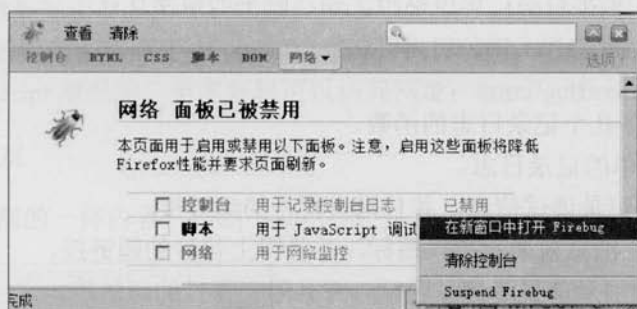 查看 清除
控制台 HTML CSS 脚本 DOM 网络 选项
网络 面板已被禁用
本页面用于启用或禁用以下面板。注意，启用这些面板将降低
Firefox性能并要求页面刷新。
控制台 用于记录控制台日志 已禁用
脚本 用于 JavaScript 调试
网络 用于网络监控
在新窗口中打开 Firebug
清除控制台
Suspend Firebug
完成